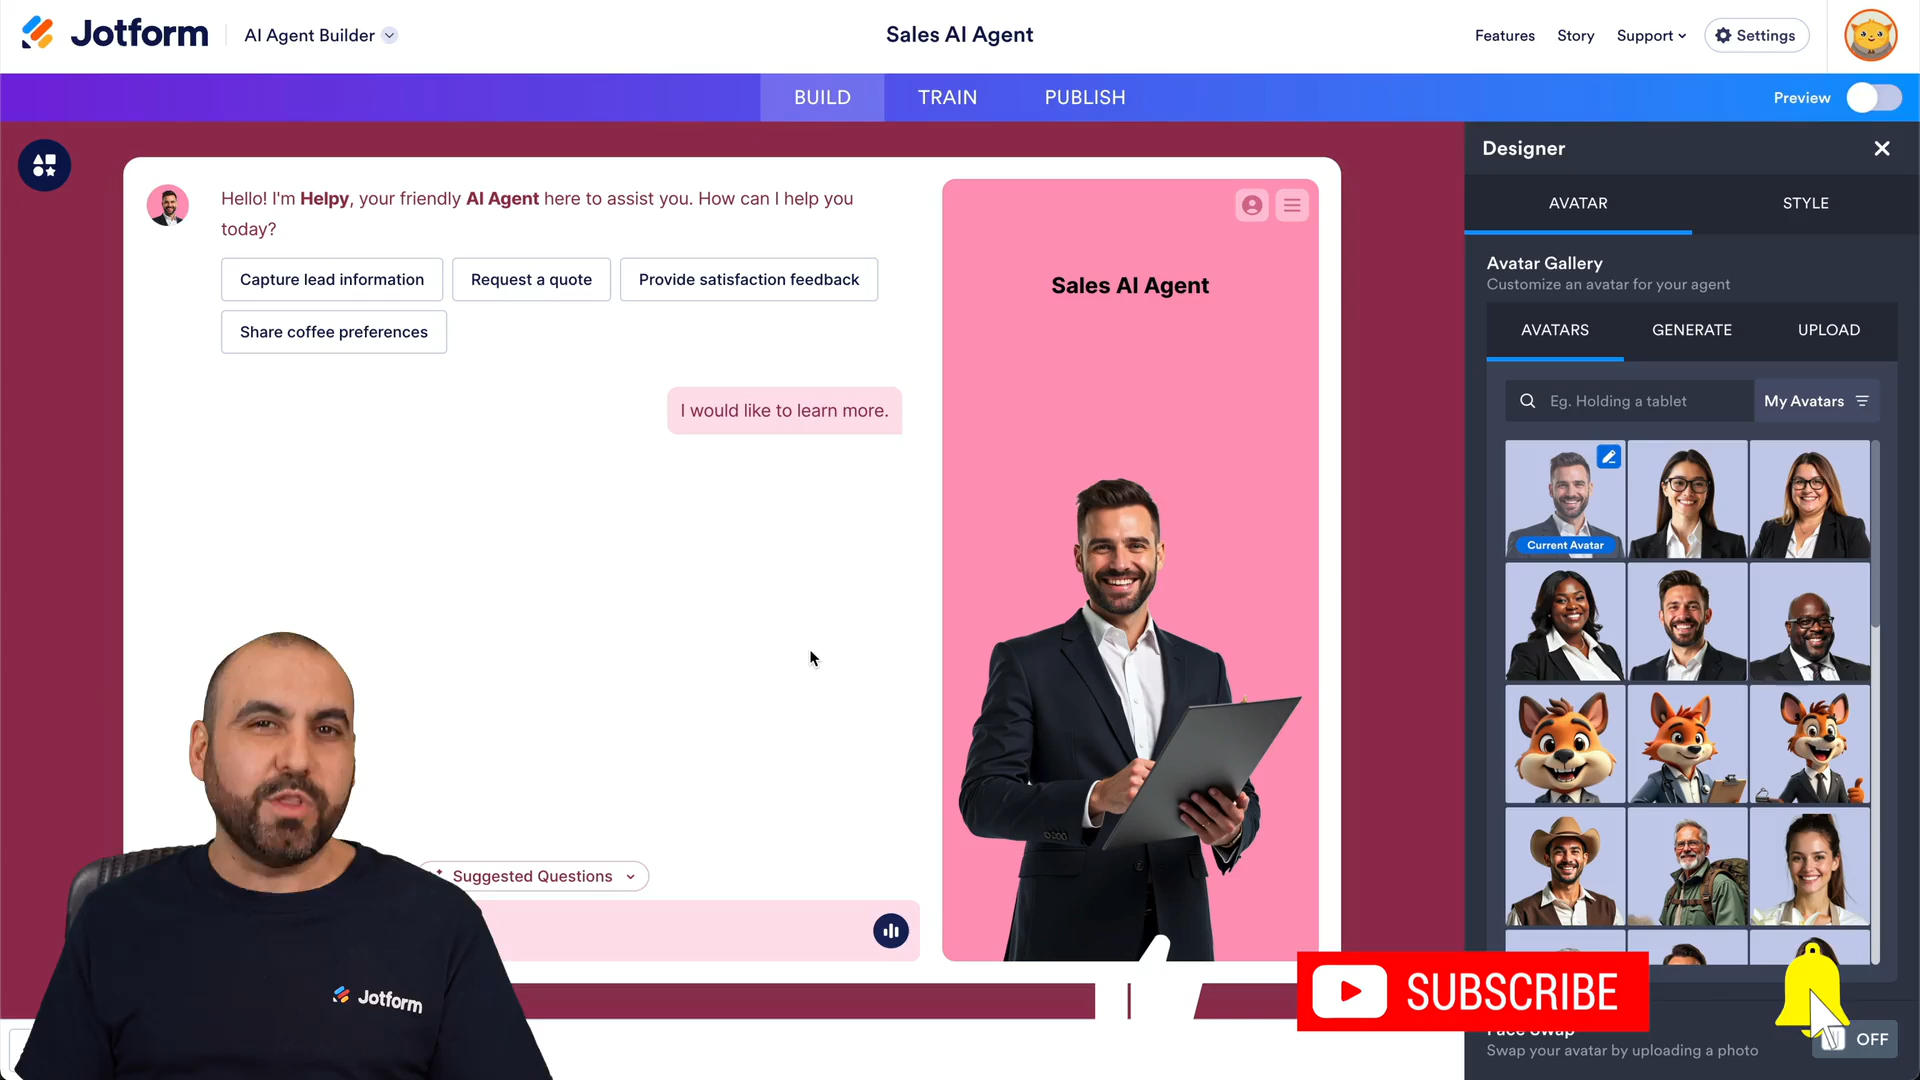 Jotform
AI Agent Builder
Sales AI Agent
Features
Story
Support
Settings
BUILD
TRAIN
PUBLISH
Preview
Designer
AVATAR
STYLE
Avatar Gallery
Customize an avatar for your agent
AVATARS
GENERATE
UPLOAD
Eg. Holding a tablet
My Avatars
Current Avatar
Hello! I'm Helpy, your friendly AI Agent here to assist you. How can I help you
today?
Capture lead information
Request a quote
Provide satisfaction feedback
Share coffee preferences
I would like to learn more.
Sales AI Agent
Suggested Questions
Jotform
SUBSCRIBE
Face Swap
Swap your avatar by uploading a photo
OFF